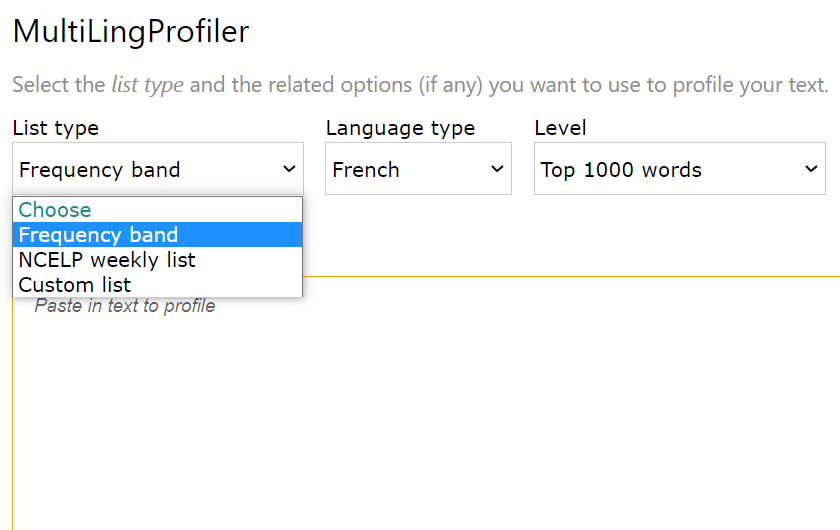 MultiLingProfiler
Select the list type and the related options (if any) you want to use to profile your text.
List type
Language type
Level
Frequency band
French
Top 1000 words
Choose
Frequency band
NCELP weekly list
Custom list
Paste in text to profile